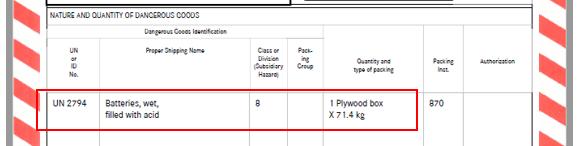 NATURE AND QUANTITY OF DANGEROUS GOODS
Dangerous Goods Identification
UN
or
ID
No.
Proper Shipping Name
Class or
Division
(Subsidiary
Hazard)
Pack-
ing
Group
Quantity and
type of packing
Packing
Inst.
Authorization
UN 2794
Batteries, wet,
filled with acid
8
1 Plywood box
X 71.4 kg
870